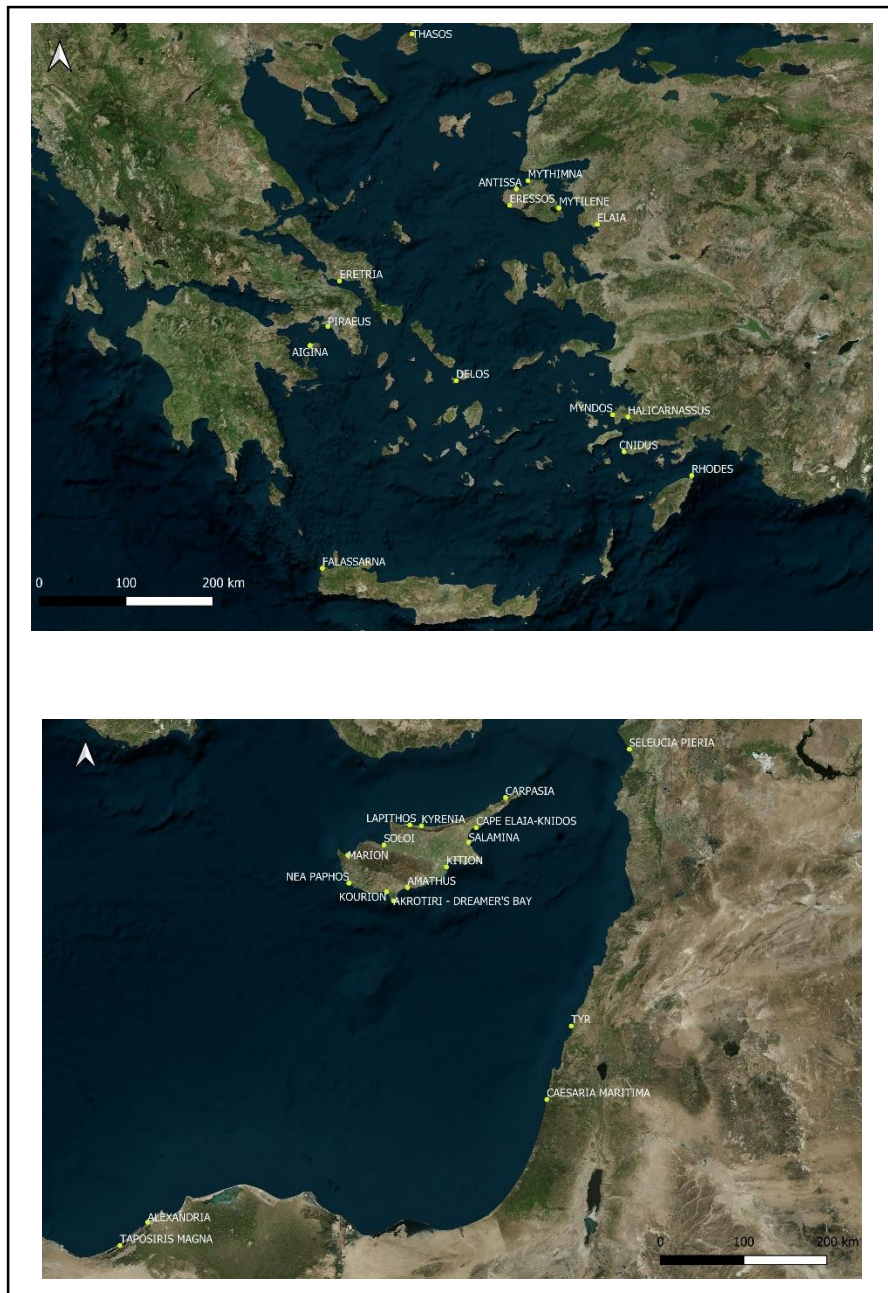 THASOS
MYTHIMNA
ANTISSA
ERESSOS
MYTILENE
ELAIA
ERETRIA
PIRAEUS
AIGINA
DELOS
MYNDOS
HALICARNASSUS
CNIDUS
RHODES
FALASSARNA
0 100 200 km
SELEUCIA PIERIA
CARPASIA
LAPITHOS
KYRENIA
CAPE ELAIA-KNIDOS
SOLOI
SALAMINA
MARION
KITION
NEA PAPHOS
AMATHUS
KOURION
AKROTIRI - DREAMER'S BAY
TYR
CAESARIA MARITIMA
ALEXANDRIA
TAPOSIRIS MAGNA
0 100 200 km